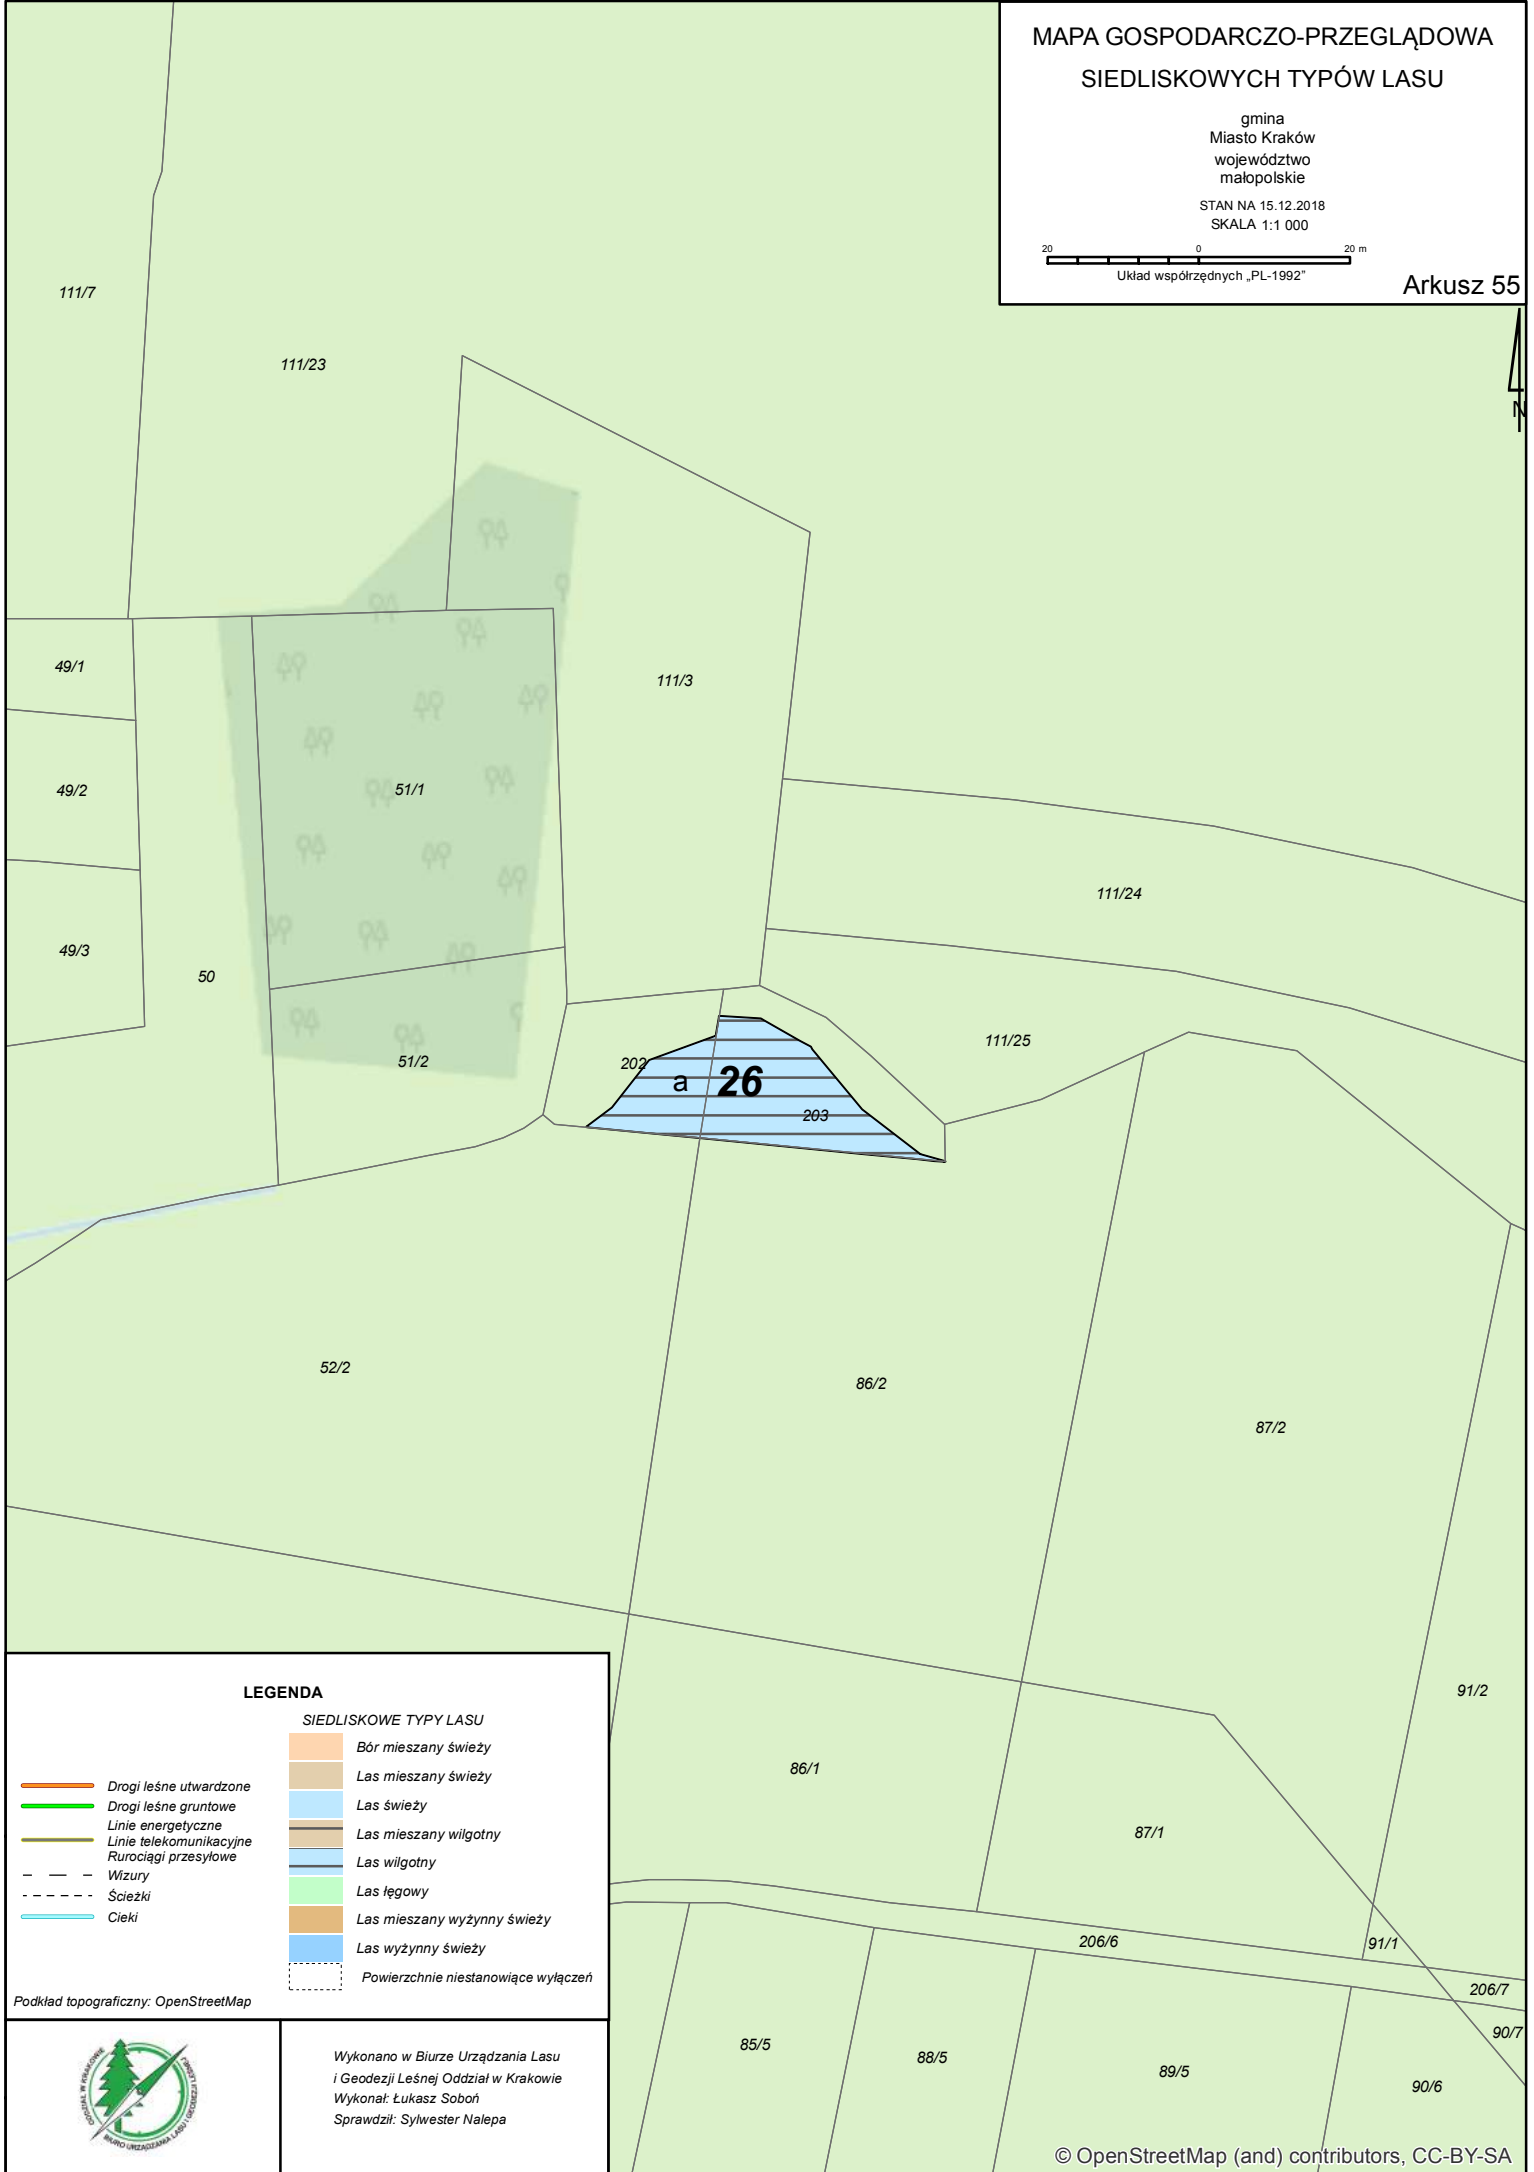 MAPA GOSPODARCZO-PRZEGLĄDOWA
SIEDLISKOWYCH TYPÓW LASU
gmina
Miasto Kraków
województwo
małopolskie
STAN NA 15.12.2018
SKALA 1:1 000
20 0 20 m
Układ współrzędnych „PL-1992”
Arkusz 55
N
111/7
111/23
49/1
111/3
49/2
51/1
111/24
49/3
50
111/25
51/2
202
a 26
203
52/2
86/2
87/2
91/2
86/1
87/1
206/6
91/1
206/7
90/7
85/5
88/5
89/5
90/6
LEGENDA
SIEDLISKOWE TYPY LASU
Bór mieszany świeży
Las mieszany świeży
Las świeży
Las mieszany wilgotny
Las wilgotny
Las łęgowy
Las mieszany wyżynny świeży
Las wyżynny świeży
Powierzchnie niestanowiące wyłączeń
Drogi leśne utwardzone
Drogi leśne gruntowe
Linie energetyczne
Linie telekomunikacyjne
Rurociągi przesyłowe
Wizury
Ścieżki
Cieki
Podkład topograficzny: OpenStreetMap
ODDZIAŁ W KRAKOWIE
BIURO URZĄDZANIA LASU I GEODEZJI LEŚNEJ
Wykonano w Biurze Urządzania Lasu
i Geodezji Leśnej Oddział w Krakowie
Wykonał: Łukasz Soboń
Sprawdził: Sylwester Nalepa
© OpenStreetMap (and) contributors, CC-BY-SA